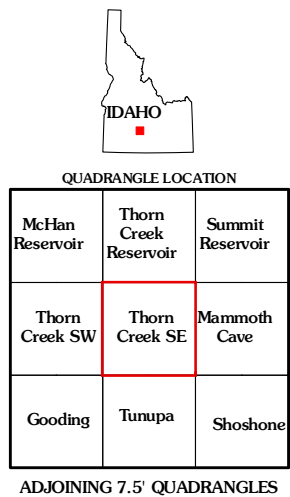 IDAHO
QUADRANGLE LOCATION
McHan
Reservoir
Thorn
Creek
Reservoir
Summit
Reservoir
Thorn
Creek SW
Thorn
Creek SE
Mammoth
Cave
Gooding
Tunupa
Shoshone
ADJOINING 7.5' QUADRANGLES